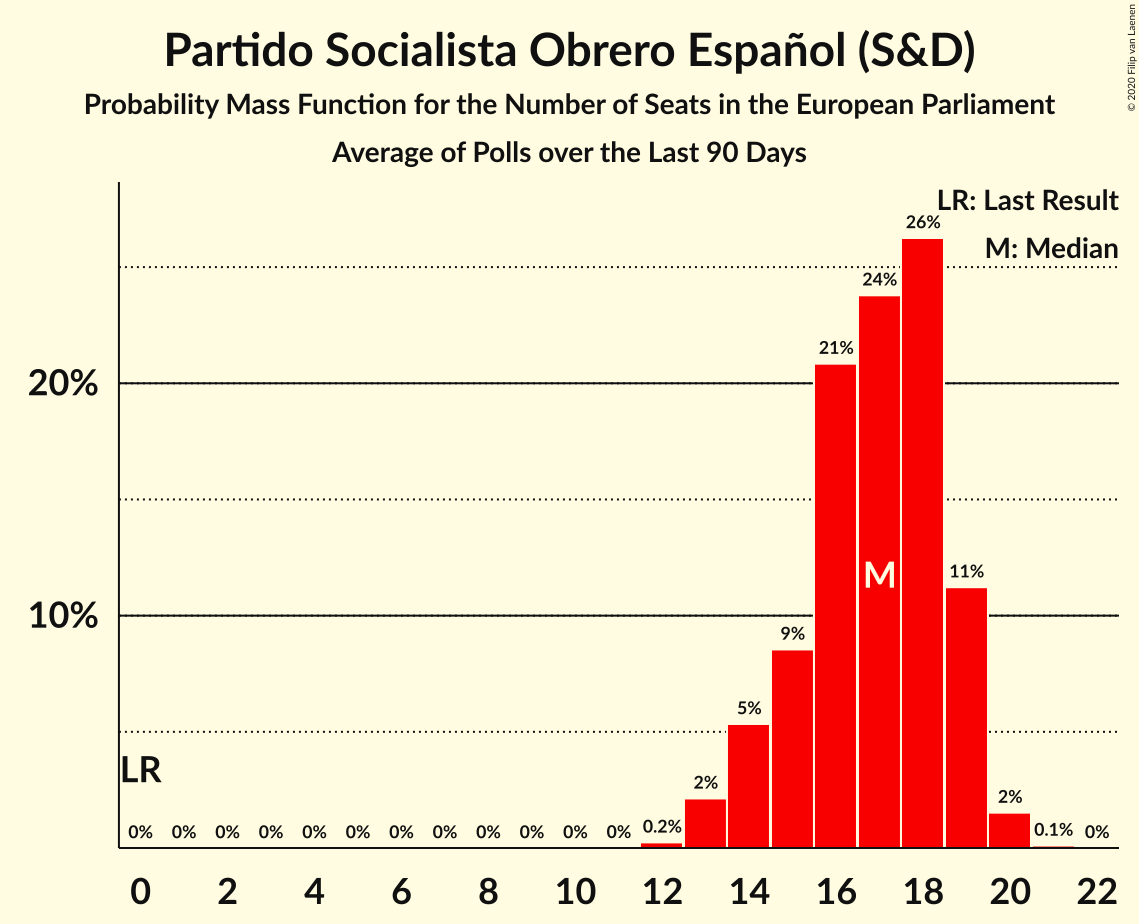 Partido Socialista Obrero Español (S&D)
Probability Mass Function for the Number of Seats in the European Parliament
Average of Polls over the Last 90 Days
© 2020 Filip van Laenen
LR: Last Result
M: Median
26%
24%
21%
20%
11%
M
10%
9%
5%
LR
2%
2%
0% 0% 0% 0% 0% 0% 0% 0% 0% 0% 0% 0% 0.2% 0.1% 0%
0 2 4 6 8 10 12 14 16 18 20 22